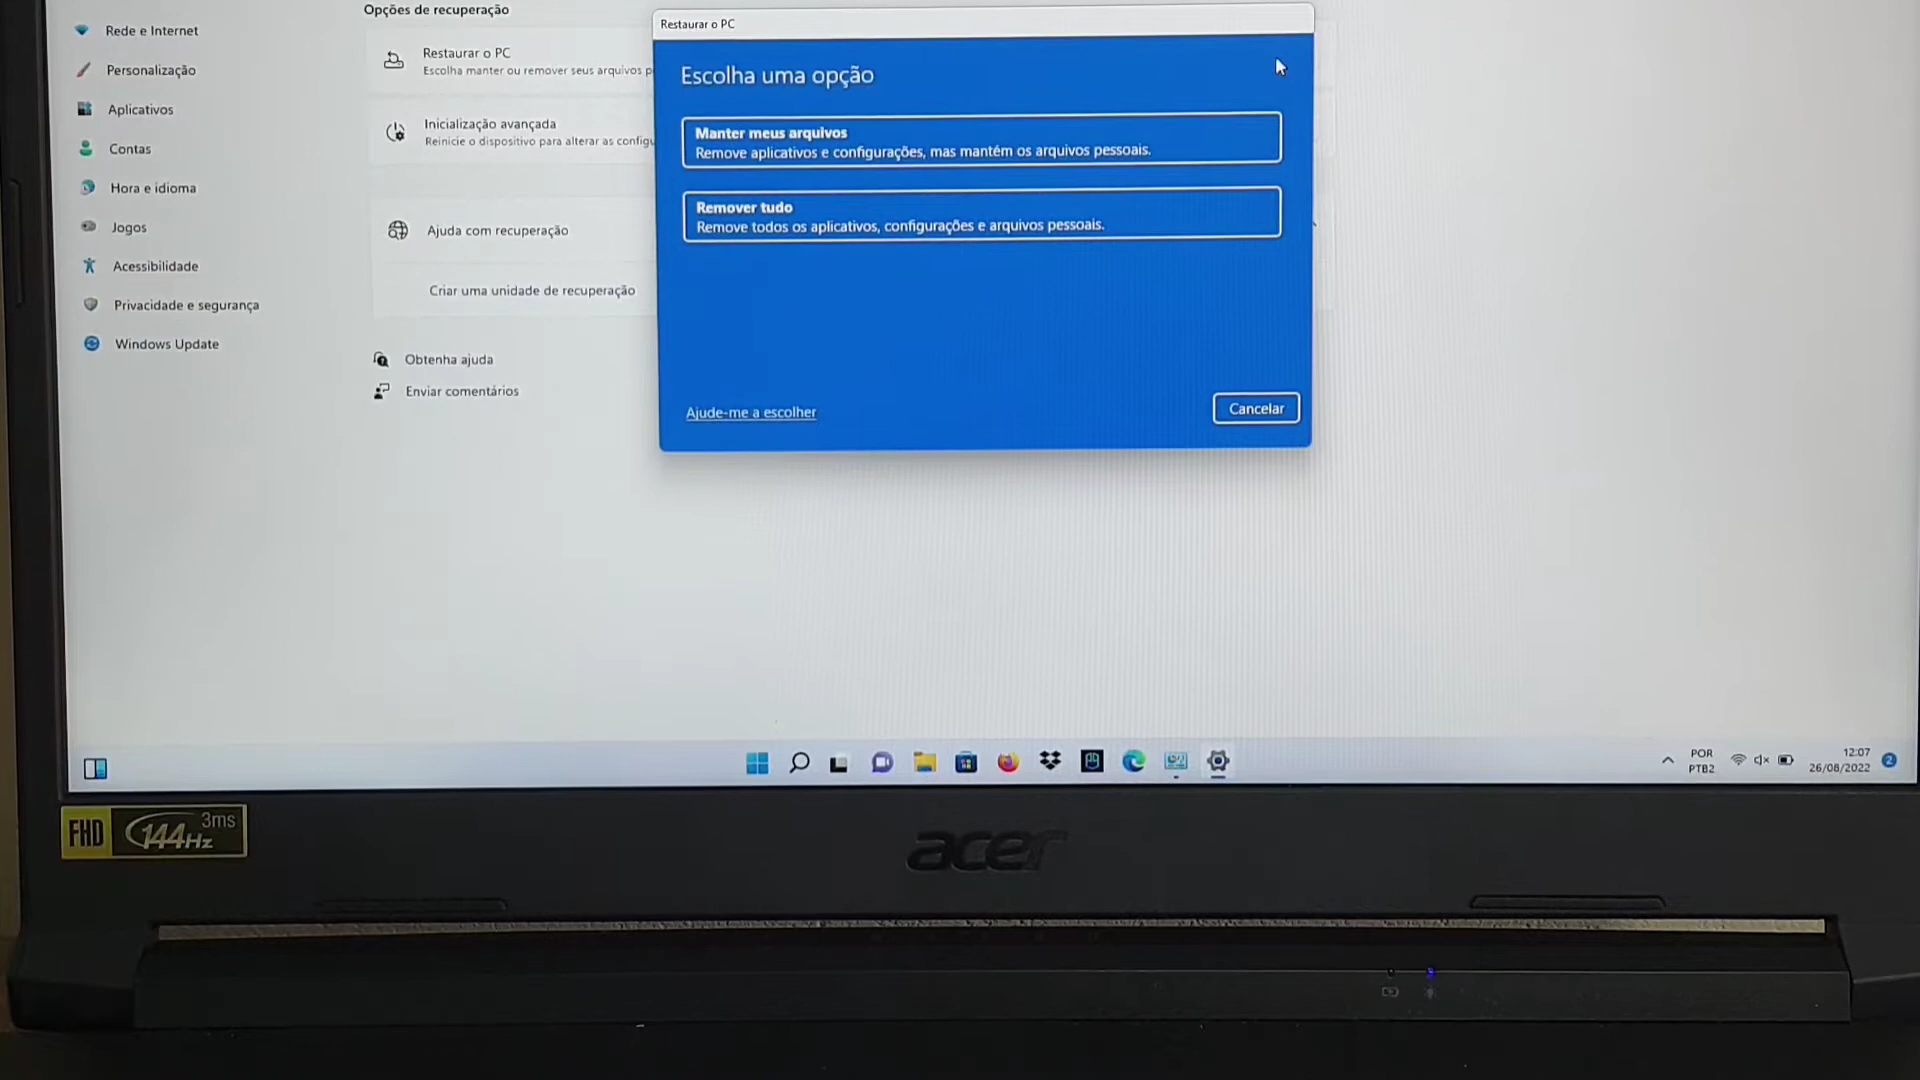 Opções de recuperação
Rede e Internet
Personalização
Aplicativos
Contas
Hora e idioma
Jogos
Acessibilidade
Privacidade e segurança
Windows Update
Restaurar o PC
Escolha manter ou remover seus arquivos p
Inicialização avançada
Reinicie o dispositivo para alterar as configu
Ajuda com recuperação
Criar uma unidade de recuperação
Obtenha ajuda
Enviar comentários
Restaurar o PC
Escolha uma opção
Manter meus arquivos
Remove aplicativos e configurações, mas mantém os arquivos pessoais.
Remover tudo
Remove todos os aplicativos, configurações e arquivos pessoais.
Ajude-me a escolher
Cancelar
POR
PTB2
12:07
26/08/2022
2
FHD 144Hz 3ms
acer